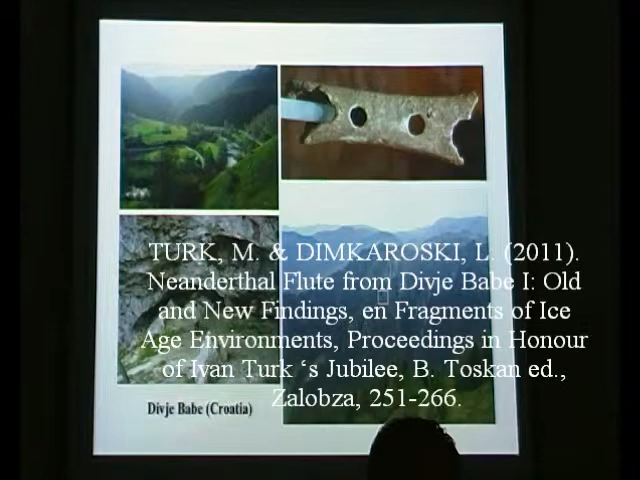 TURK, M. & DIMKAROSKI, L. (2011).
Neanderthal Flute from Divje Babe I: Old
and New Findings, en Fragments of Ice
Age Environments, Proceedings in Honour
of Ivan Turk ‘s Jubilee, B. Toskan ed.,
Zalobza, 251-266.
Divje Babe (Croatia)